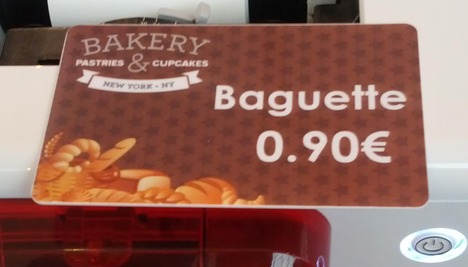 BAKERY
PASTRIES & CUPCAKES
NEW YORK - NY
Baguette
0.90€